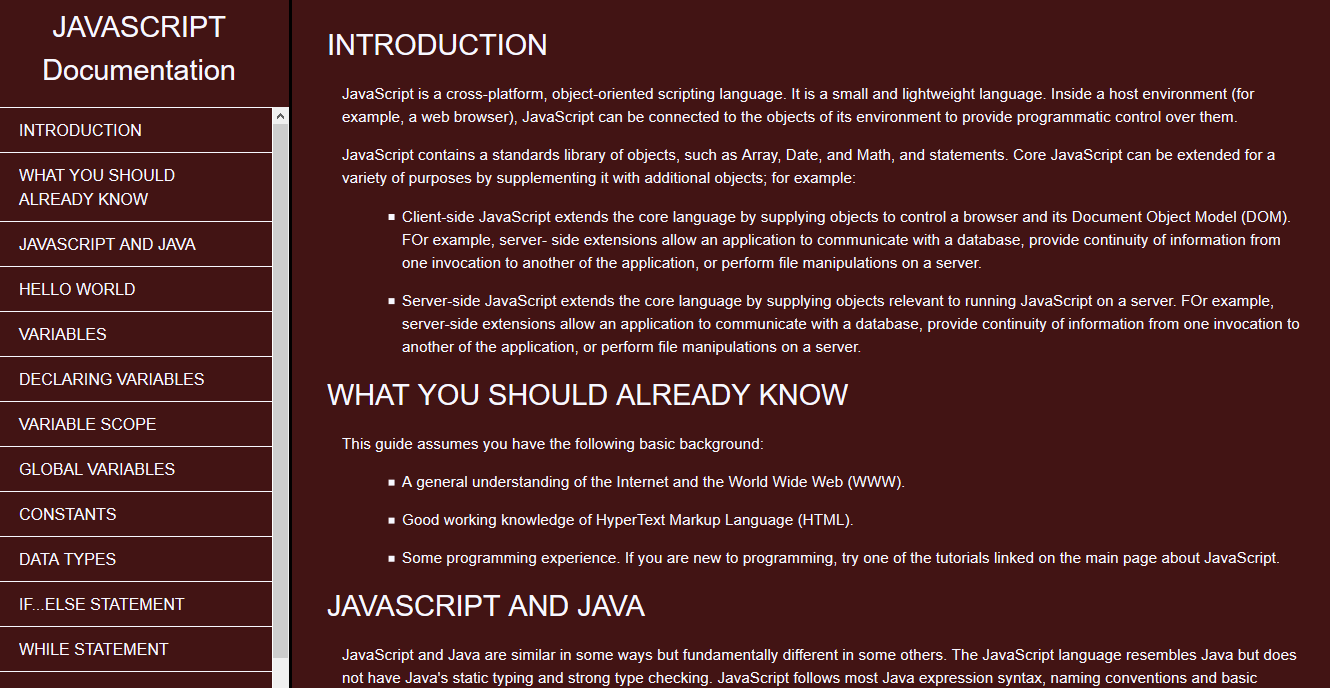 JAVASCRIPT
Documentation
INTRODUCTION
WHAT YOU SHOULD
ALREADY KNOW
JAVASCRIPT AND JAVA
HELLO WORLD
VARIABLES
DECLARING VARIABLES
VARIABLE SCOPE
GLOBAL VARIABLES
CONSTANTS
DATA TYPES
IF...ELSE STATEMENT
WHILE STATEMENT
INTRODUCTION
JavaScript is a cross-platform, object-oriented scripting language. It is a small and lightweight language. Inside a host environment (for
example, a web browser), JavaScript can be connected to the objects of its environment to provide programmatic control over them.
JavaScript contains a standards library of objects, such as Array, Date, and Math, and statements. Core JavaScript can be extended for a
variety of purposes by supplementing it with additional objects; for example:
Client-side JavaScript extends the core language by supplying objects to control a browser and its Document Object Model (DOM).
FOr example, server- side extensions allow an application to communicate with a database, provide continuity of information from
one invocation to another of the application, or perform file manipulations on a server.
Server-side JavaScript extends the core language by supplying objects relevant to running JavaScript on a server. FOr example,
server-side extensions allow an application to communicate with a database, provide continuity of information from one invocation to
another of the application, or perform file manipulations on a server.
WHAT YOU SHOULD ALREADY KNOW
This guide assumes you have the following basic background:
A general understanding of the Internet and the World Wide Web (WWW).
Good working knowledge of HyperText Markup Language (HTML).
Some programming experience. If you are new to programming, try one of the tutorials linked on the main page about JavaScript.
JAVASCRIPT AND JAVA
JavaScript and Java are similar in some ways but fundamentally different in some others. The JavaScript language resembles Java but does
not have Java's static typing and strong type checking. JavaScript follows most Java expression syntax, naming conventions and basic